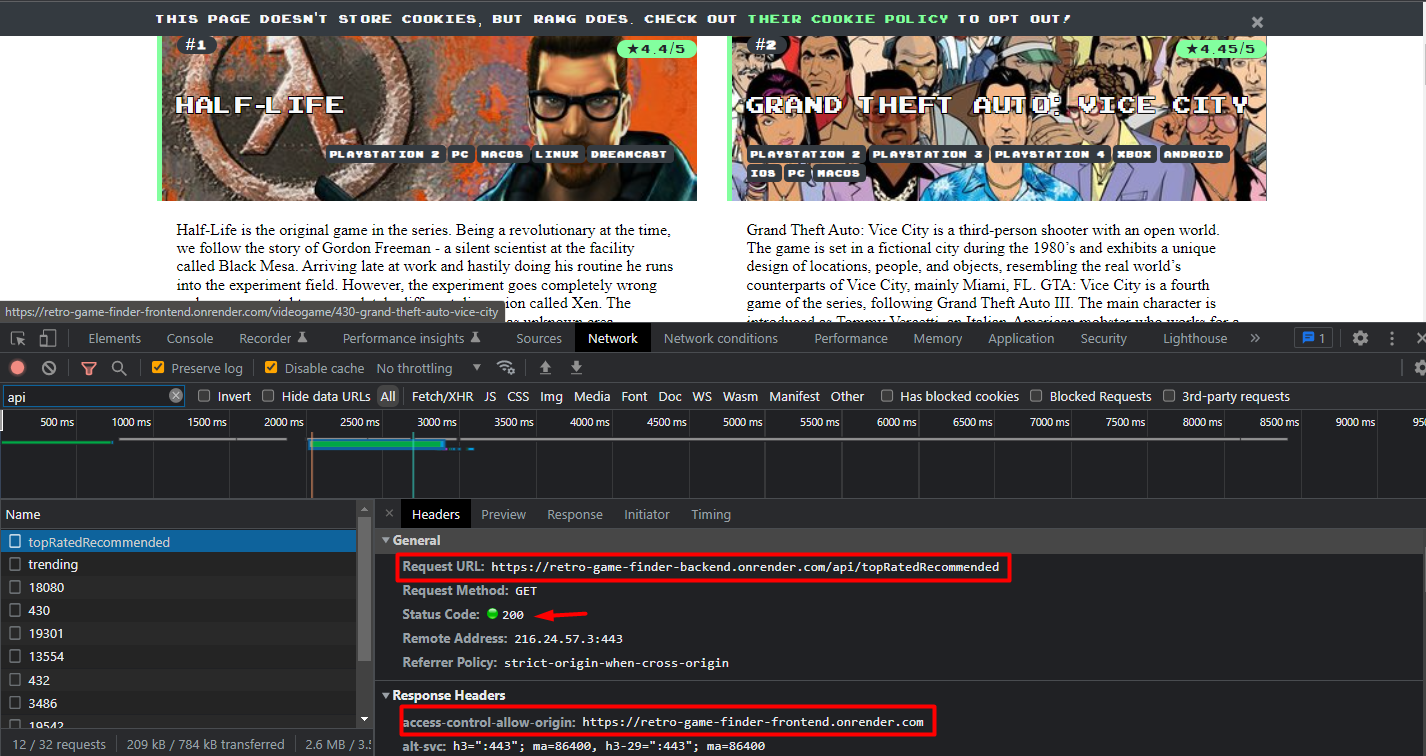 THIS PAGE DOESN'T STORE COOKIES, BUT RAWG DOES. CHECK OUT THEIR COOKIE POLICY TO OPT OUT!
#1
★4.4/5
HALF-LIFE
PLAYSTATION 2 PC MACOS LINUX DREAMCAST
Half-Life is the original game in the series. Being a revolutionary at the time,
we follow the story of Gordon Freeman - a silent scientist at the facility
called Black Mesa. Arriving late at work and hastily doing his routine he runs
into the experiment field. However, the experiment goes completely wrong
sion called Xen. The
#2
★4.45/5
GRAND THEFT AUTO: VICE CITY
PLAYSTATION 2 PLAYSTATION 3 PLAYSTATION 4 XBOX ANDROID
IOS PC MACOS
Grand Theft Auto: Vice City is a third-person shooter with an open world.
The game is set in a fictional city during the 1980’s and exhibits a unique
design of locations, people, and objects, resembling the real world’s
counterparts of Vice City, mainly Miami, FL. GTA: Vice City is a fourth
game of the series, following Grand Theft Auto III. The main character is
introduced as Tommy Vercetti, an Italian-American mobster who works for a
https://retro-game-finder-frontend.onrender.com/videogame/430-grand-theft-auto-vice-city
Elements Console Recorder Performance insights Sources Network Network conditions Performance Memory Application Security Lighthouse » 1
Preserve log Disable cache No throttling
api Invert Hide data URLs All Fetch/XHR JS CSS Img Media Font Doc WS Wasm Manifest Other Has blocked cookies Blocked Requests 3rd-party requests
500 ms 1000 ms 1500 ms 2000 ms 2500 ms 3000 ms 3500 ms 4000 ms 4500 ms 5000 ms 5500 ms 6000 ms 6500 ms 7000 ms 7500 ms 8000 ms 8500 ms 9000 ms 950
Name
topRatedRecommended
trending
18080
430
19301
13554
432
3486
19542
12 / 32 requests 209 kB / 784 kB transferred 2.6 MB / 3.5
Headers Preview Response Initiator Timing
General
Request URL: https://retro-game-finder-backend.onrender.com/api/topRatedRecommended
Request Method: GET
Status Code: 200
Remote Address: 216.24.57.3:443
Referrer Policy: strict-origin-when-cross-origin
Response Headers
access-control-allow-origin: https://retro-game-finder-frontend.onrender.com
alt-svc: h3=":443"; ma=86400, h3-29=":443"; ma=86400